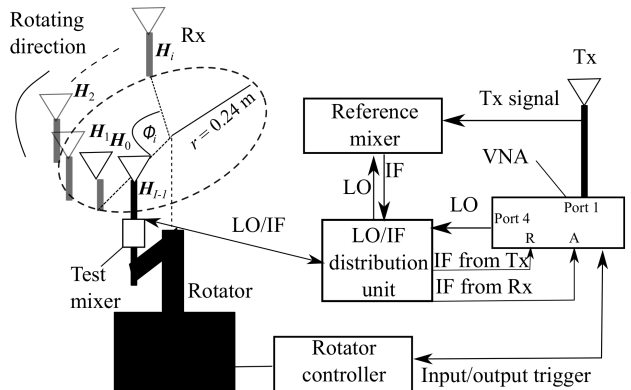 Rotating
direction
Rx
H_i
H_2
H_1 H_0
ϕ_i
r = 0.24 m
H_{I-1}
Tx
Tx signal
Reference
mixer
VNA
LO
IF
LO
Port 1
Port 4
R A
LO/IF
LO/IF
distribution
unit
IF from Tx
IF from Rx
Test
mixer
Rotator
Rotator
controller
Input/output trigger